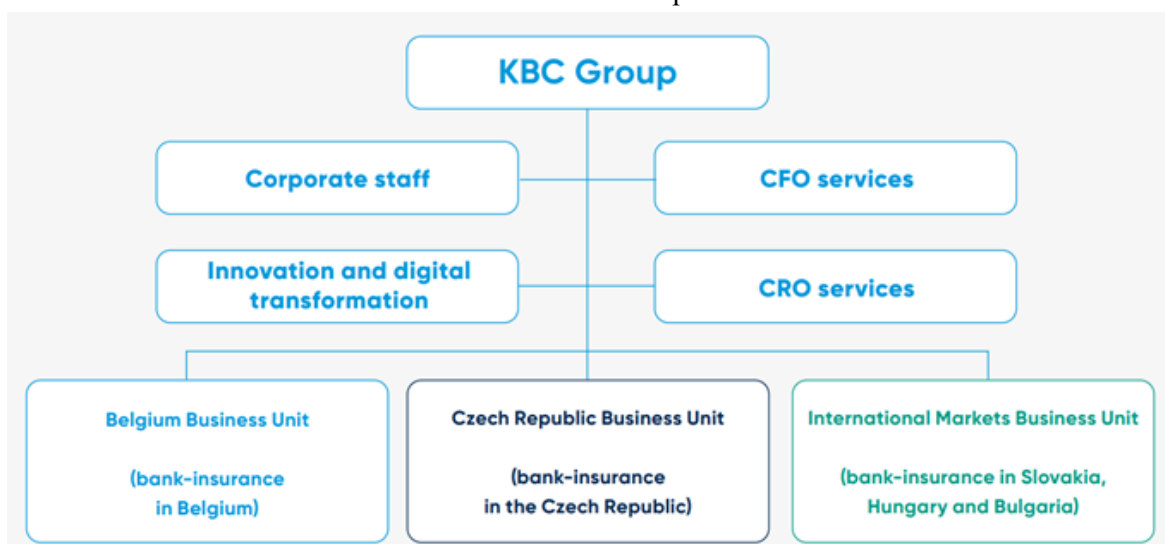 KBC Group
Corporate staff
CFO services
Innovation and digital
transformation
CRO services
Belgium Business Unit
(bank-insurance
in Belgium)
Czech Republic Business Unit
(bank-insurance
in the Czech Republic)
International Markets Business Unit
(bank-insurance in Slovakia,
Hungary and Bulgaria)